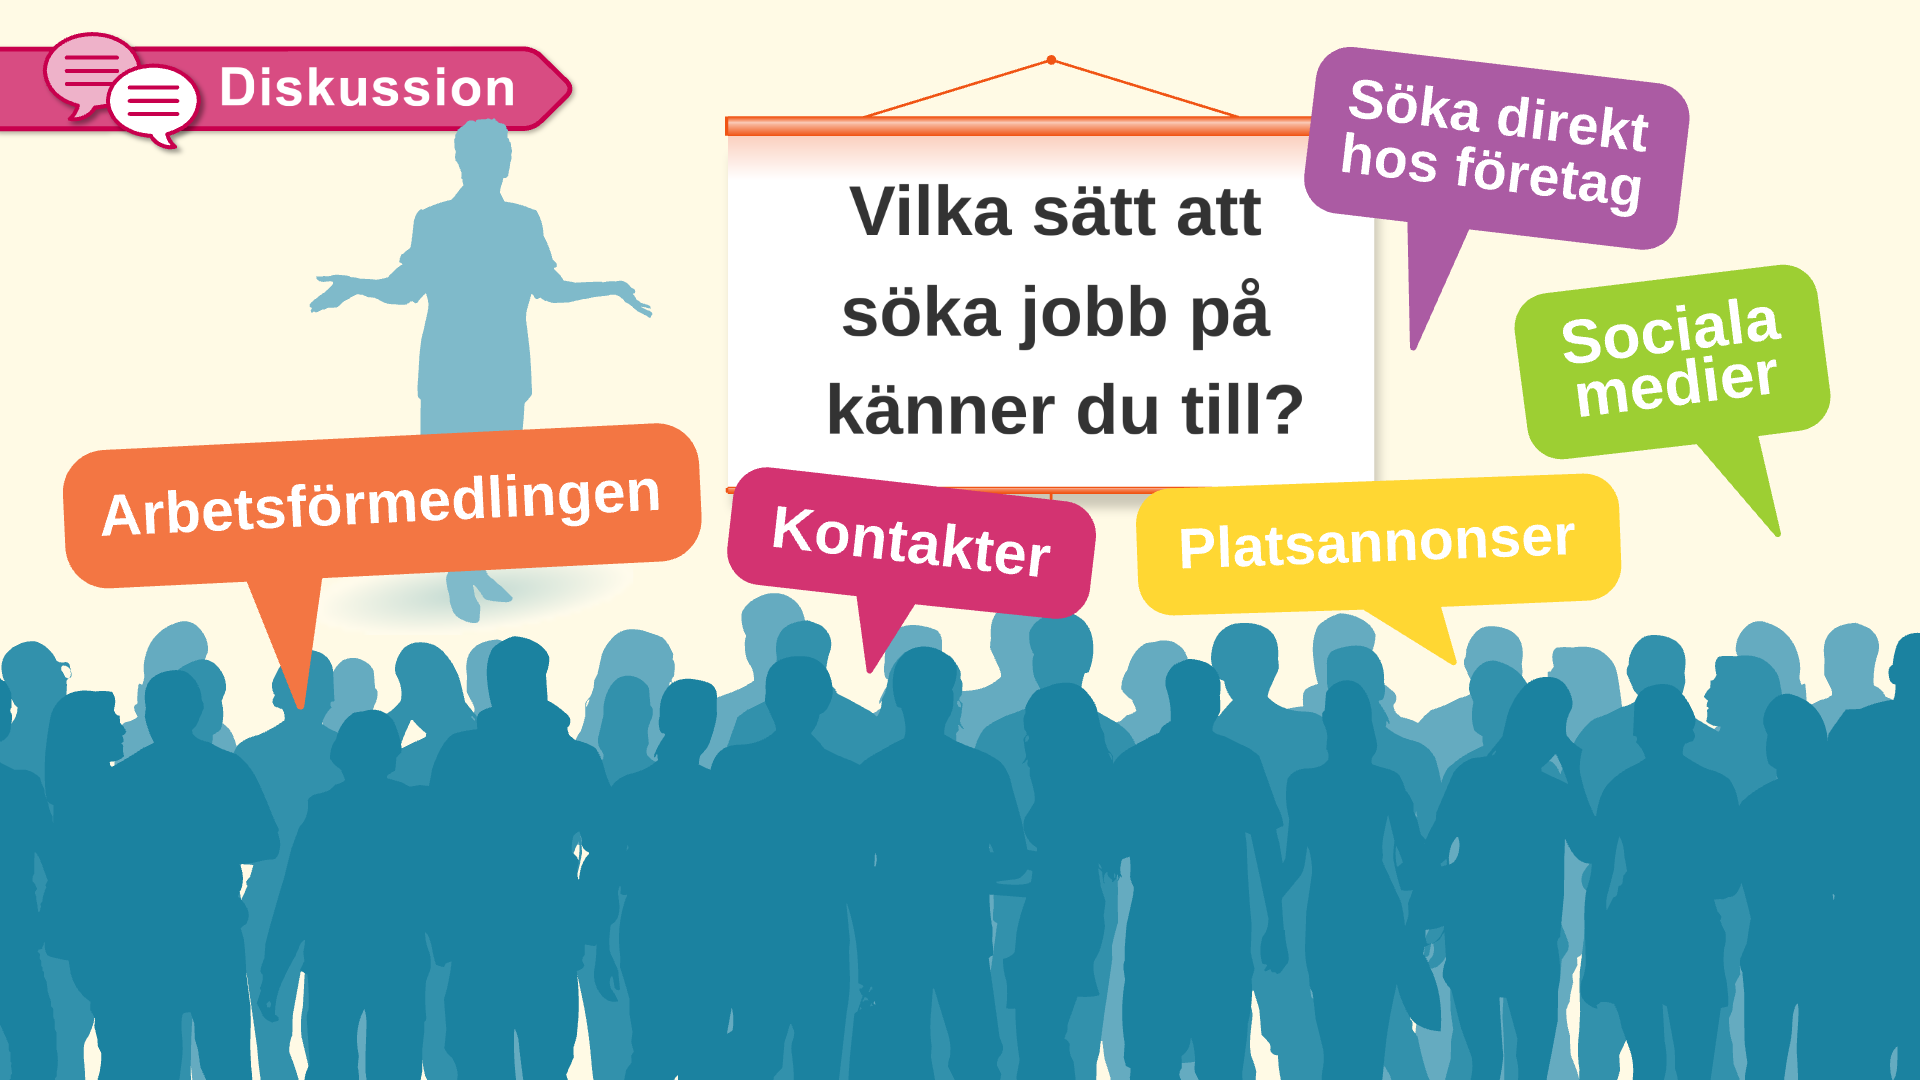 Diskussion
Vilka sätt att
söka jobb på
känner du till?
Söka direkt
hos företag
Sociala
medier
Arbetsförmedlingen
Kontakter
Platsannonser